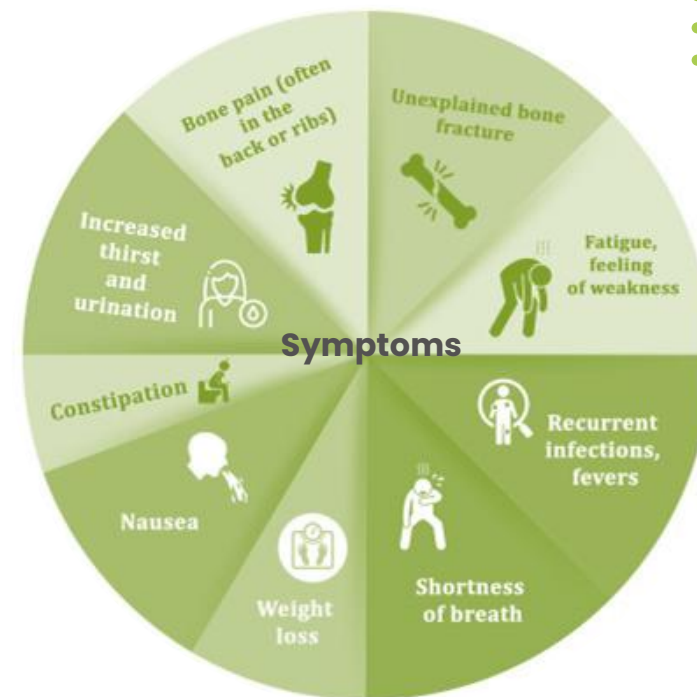 Bone pain (often
in the
back or ribs)
Unexplained bone
fracture
Increased
thirst
and
urination
Fatigue,
feeling
of weakness
Symptoms
Constipation
Recurrent
infections,
fevers
Nausea
Shortness
of breath
Weight
loss